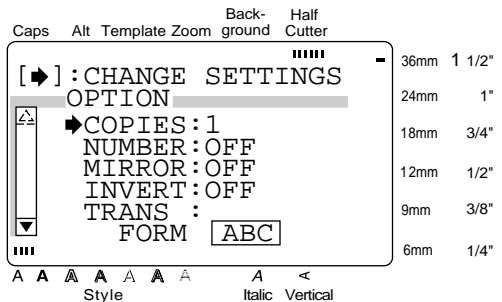 Caps Alt Template Zoom Back-ground Half Cutter
[➧]:CHANGE SETTINGS
OPTION
➧COPIES:1
NUMBER:OFF
MIRROR:OFF
INVERT:OFF
TRANS :
FORM ABC
36mm 1 1/2"
24mm 1"
18mm 3/4"
12mm 1/2"
9mm 3/8"
6mm 1/4"
A A A A A A A A A
Style Italic Vertical